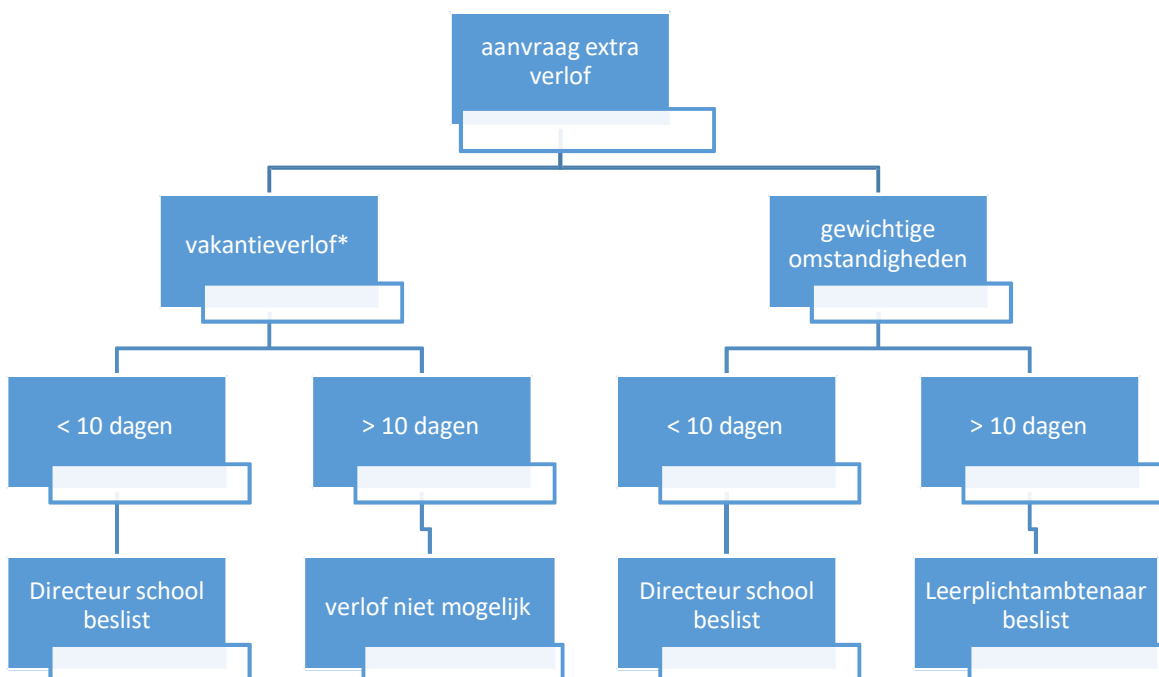 aanvraag extra
verlof
vakantieverlof*
gewichtige
omstandigheden
< 10 dagen
> 10 dagen
< 10 dagen
> 10 dagen
Directeur school
beslist
verlof niet mogelijk
Directeur school
beslist
Leerplichtambtenaar
beslist